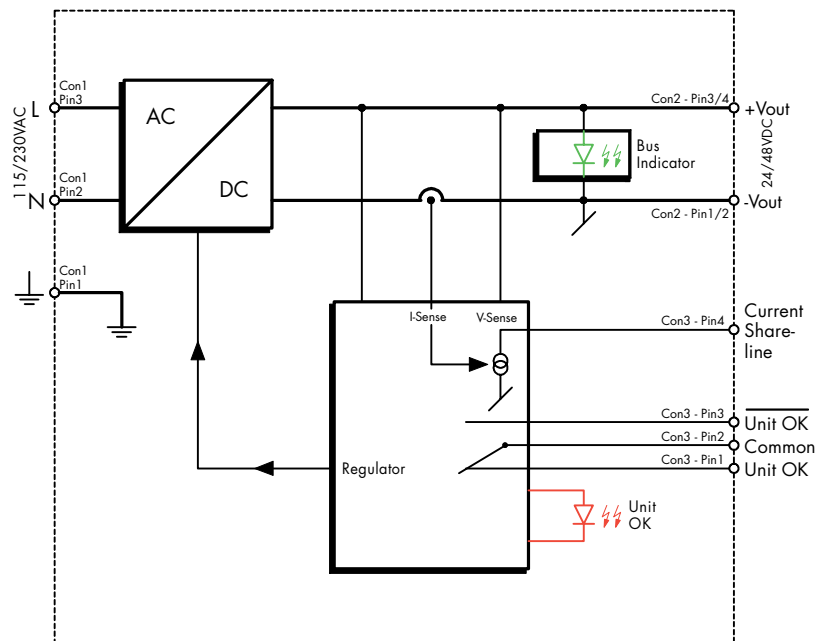 Con1
Pin3
L
115/230VAC
Con1
Pin2
N
AC
DC
Con2 - Pin3/4
+Vout
24/48VDC
Bus
Indicator
-Vout
Con2 - Pin1/2
Con1
Pin1
I-Sense
V-Sense
Con3 - Pin4
Current
Share-
line
Con3 - Pin3
Unit OK
Con3 - Pin2
Common
Con3 - Pin1
Unit OK
Regulator
Unit
OK